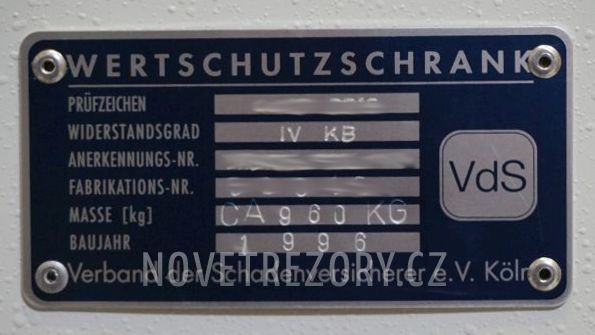 WERTSCHUTZSCHRANK
PRÜFZEICHEN
WIDERSTANDSGRAD IV KB
ANERKENNUNGS-NR.
FABRIKATIONS-NR.
MASSE [kg] CA 960 KG
BAUJAHR 1996
VdS
NOVETREZORY.CZ
Verband der Schadenversicherer e.V. Köln